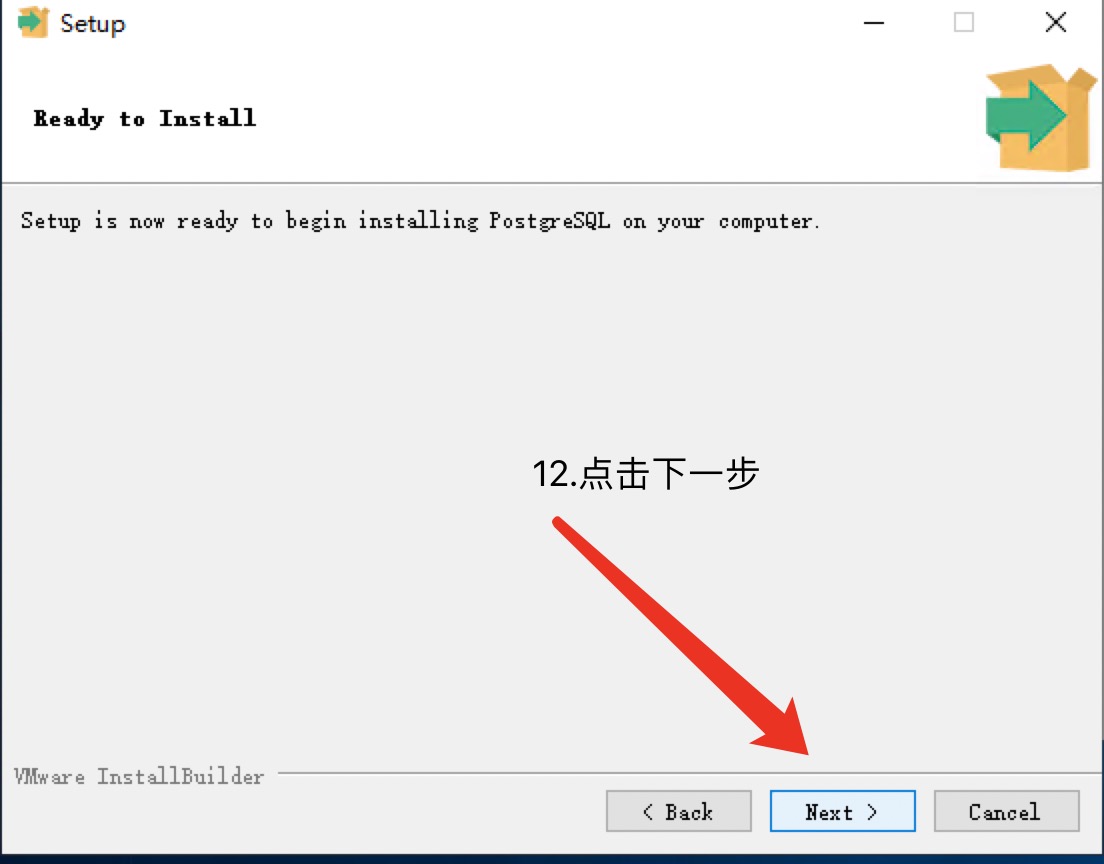 Setup
Ready to Install
Setup is now ready to begin installing PostgreSQL on your computer.
12.点击下一步
VMware InstallBuilder
< Back
Next >
Cancel